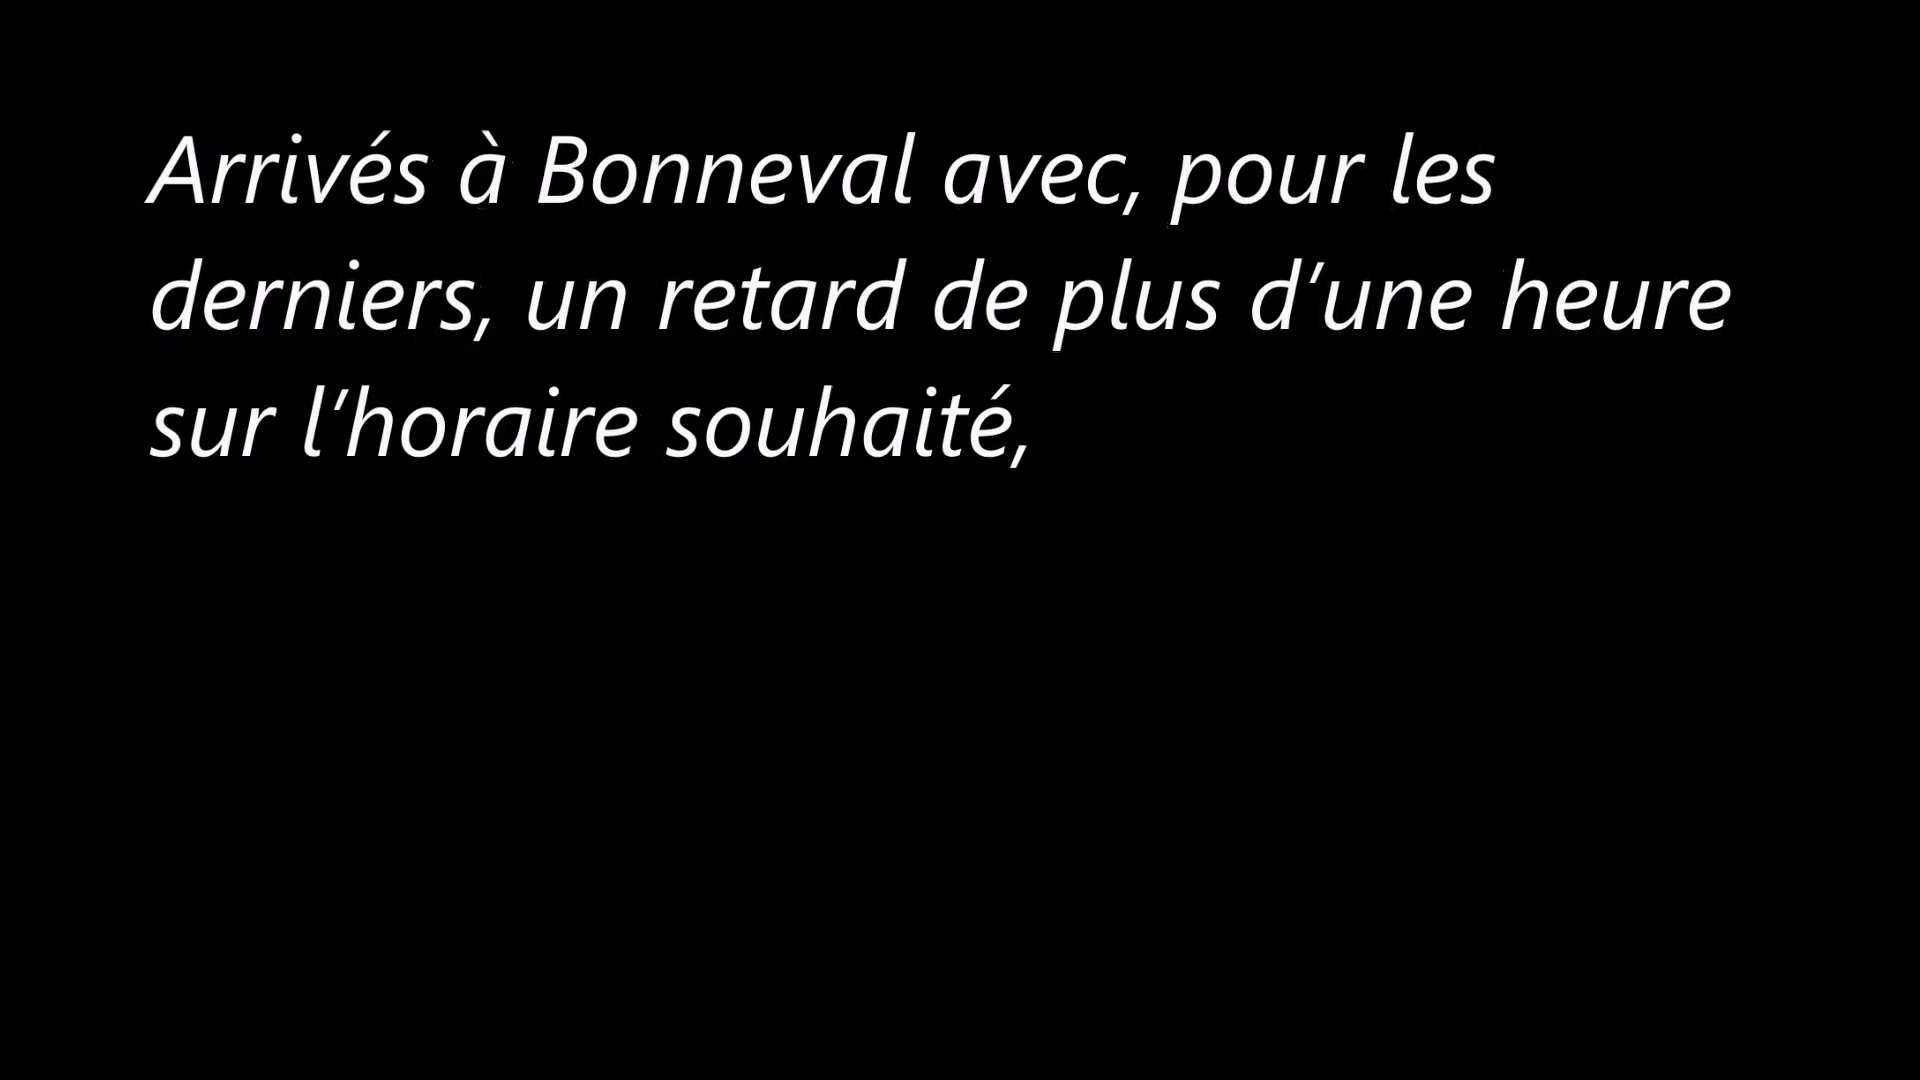 Arrivés à Bonneval avec, pour les
derniers, un retard de plus d’une heure
sur l’horaire souhaité,